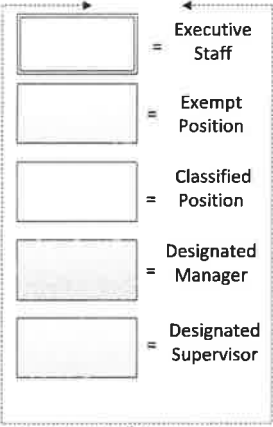 = Executive
Staff
= Exempt
Position
= Classified
Position
= Designated
Manager
= Designated
Supervisor